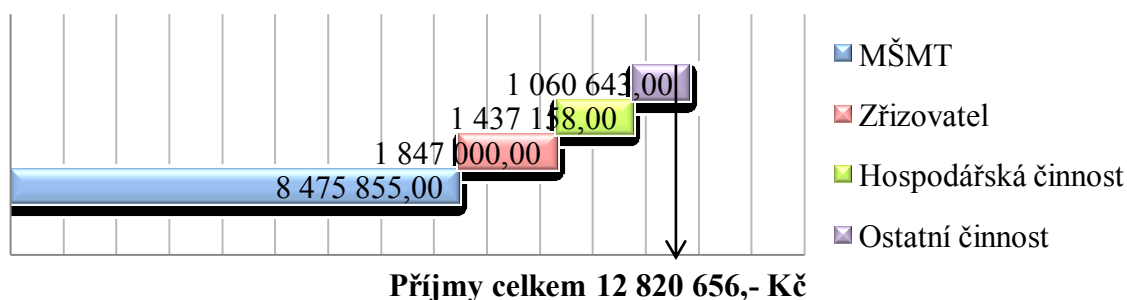 1 060 643,00
1 437 158,00
1 847 000,00
8 475 855,00
MŠMT
Zřizovatel
Hospodářská činnost
Ostatní činnost
Příjmy celkem 12 820 656,- Kč